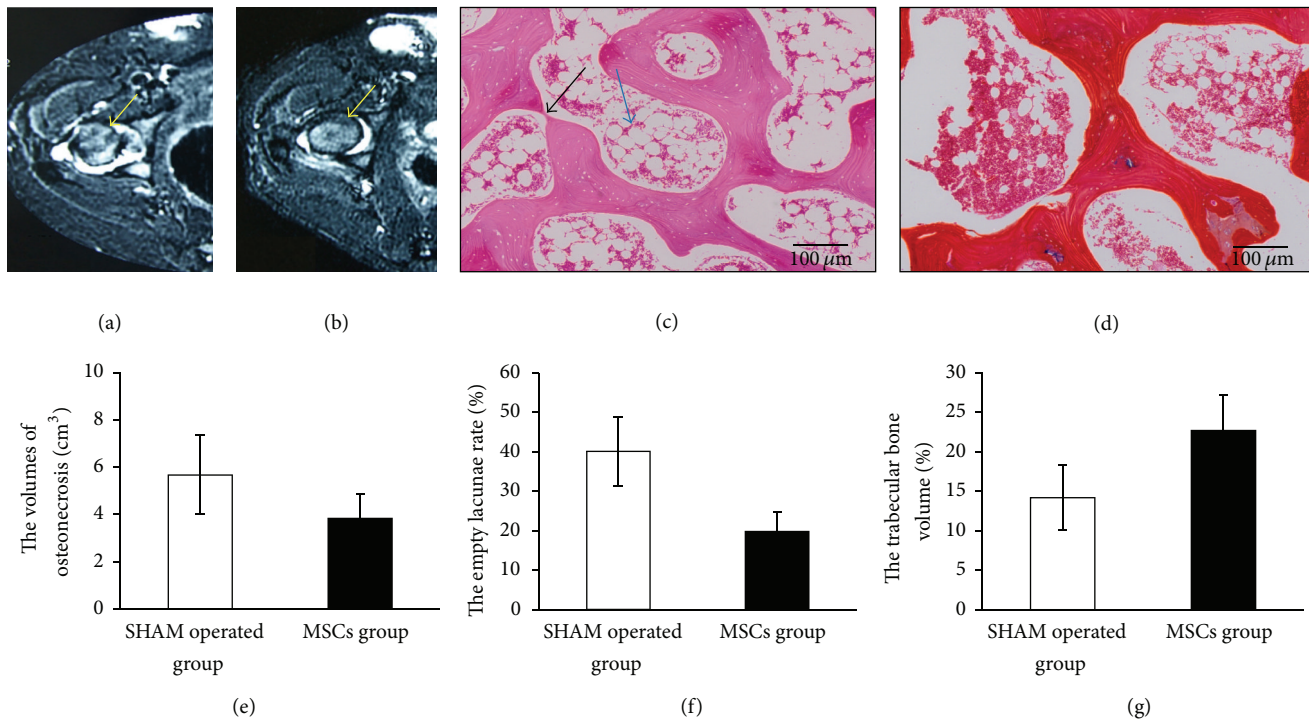 100 μm
100 μm
(a)
(b)
(c)
(d)
The volumes of
osteonecrosis (cm³)
10
8
6
4
2
0
SHAM operated
group
MSCs group
(e)
The empty lacunae rate (%)
60
50
40
30
20
10
0
SHAM operated
group
MSCs group
(f)
The trabecular bone
volume (%)
30
25
20
15
10
5
0
SHAM operated
group
MSCs group
(g)